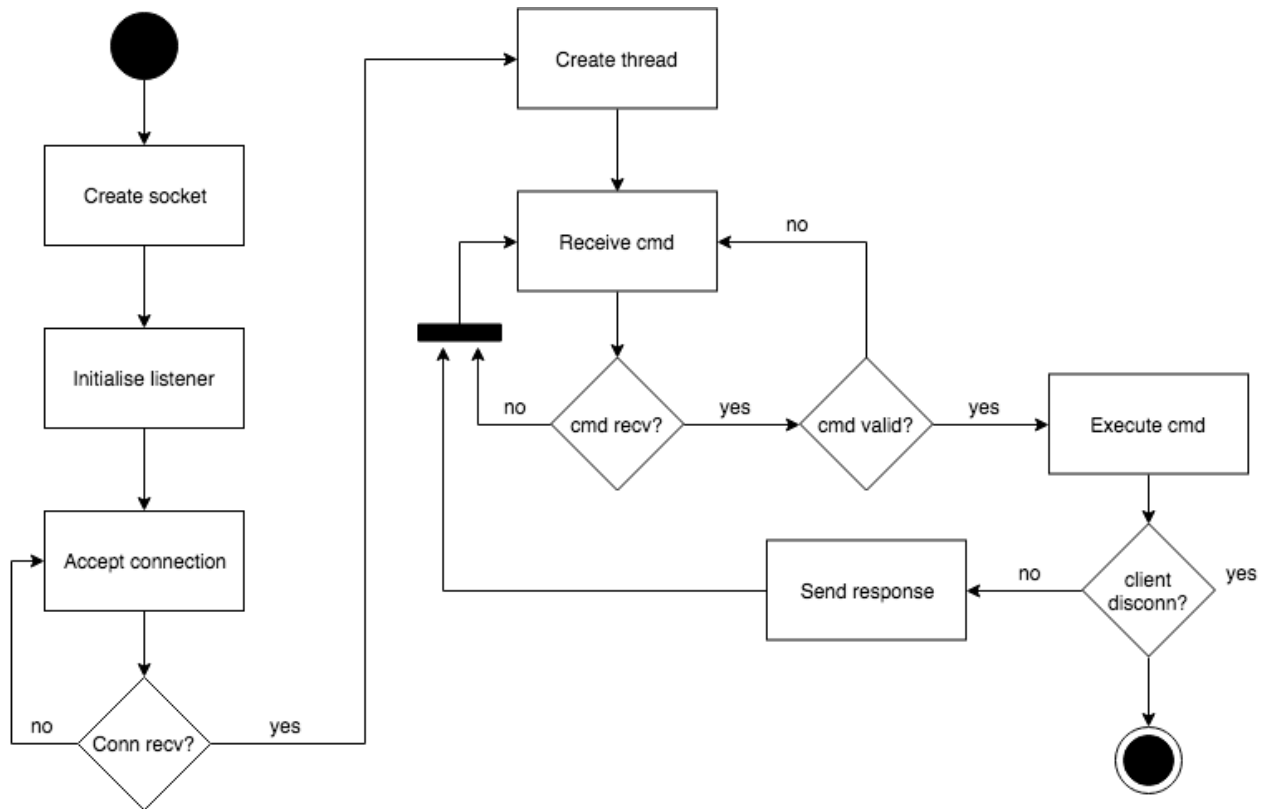 Create socket
Initialise listener
Accept connection
Conn recv?
no
yes
Create thread
Receive cmd
no
cmd recv?
no
yes
cmd valid?
yes
Execute cmd
client
disconn?
yes
no
Send response